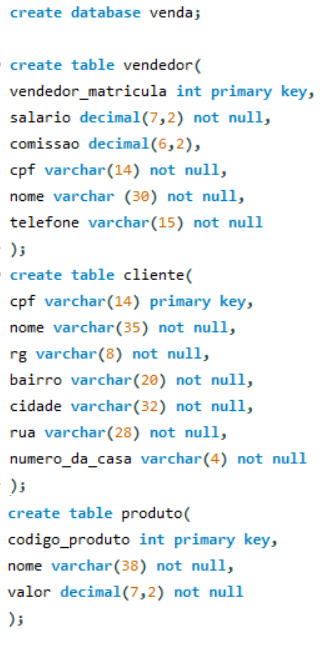 create database venda;
create table vendedor(
vendedor_matricula int primary key,
salario decimal(7,2) not null,
comissao decimal(6,2),
cpf varchar(14) not null,
nome varchar (30) not null,
telefone varchar(15) not null
);
create table cliente(
cpf varchar(14) primary key,
nome varchar(35) not null,
rg varchar(8) not null,
bairro varchar(20) not null,
cidade varchar(32) not null,
rua varchar(28) not null,
numero_da_casa varchar(4) not null
);
create table produto(
codigo_produto int primary key,
nome varchar(38) not null,
valor decimal(7,2) not null
);